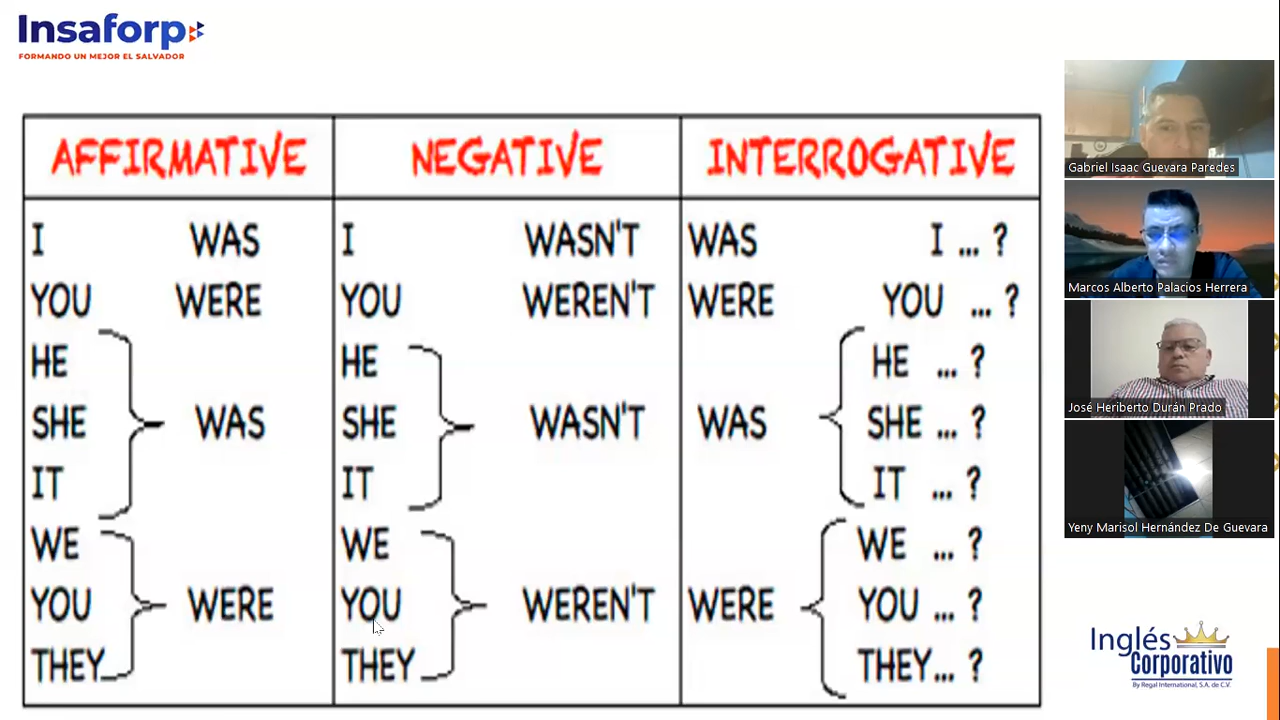 Insaforp
FORMANDO UN MEJOR EL SALVADOR
AFFIRMATIVE NEGATIVE INTERROGATIVE
I WAS I WASN'T WAS I ... ?
YOU WERE YOU WEREN'T WERE YOU ... ?
HE HE HE ... ?
SHE WAS SHE WASN'T WAS SHE ... ?
IT IT IT ... ?
WE WE WE ... ?
YOU WERE YOU WEREN'T WERE YOU ... ?
THEY THEY THEY... ?
Gabriel Isaac Guevara Paredes
Marcos Alberto Palacios Herrera
José Heriberto Durán Prado
Yeny Marisol Hernández De Guevara
Inglés
Corporativo
By Regal International, S.A. de C.V.